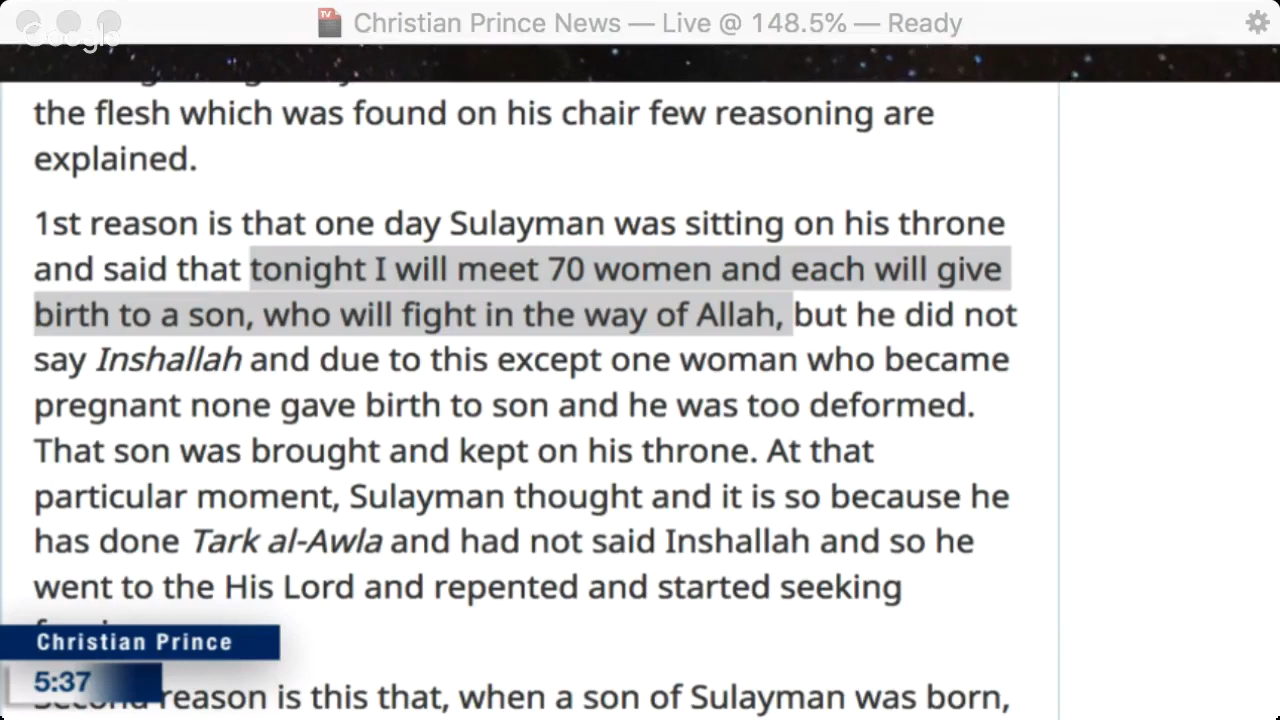 Christian Prince News — Live @ 148.5% — Ready
Google
the flesh which was found on his chair few reasoning are
explained.
1st reason is that one day Sulayman was sitting on his throne
and said that tonight I will meet 70 women and each will give
birth to a son, who will fight in the way of Allah, but he did not
say Inshallah and due to this except one woman who became
pregnant none gave birth to son and he was too deformed.
That son was brought and kept on his throne. At that
particular moment, Sulayman thought and it is so because he
has done Tark al-Awla and had not said Inshallah and so he
went to the His Lord and repented and started seeking
Christian Prince
5:37
Second reason is this that, when a son of Sulayman was born,